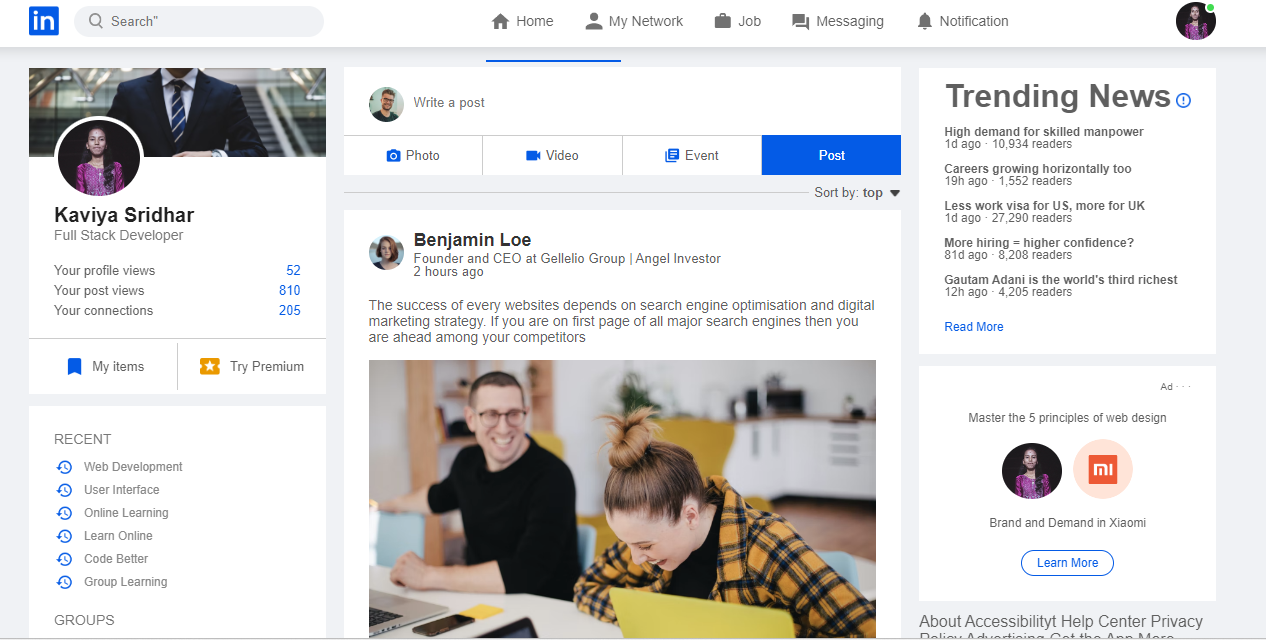 in
Search"
Home
My Network
Job
Messaging
Notification
Kaviya Sridhar
Full Stack Developer
Your profile views 52
Your post views 810
Your connections 205
My items
Try Premium
RECENT
Web Development
User Interface
Online Learning
Learn Online
Code Better
Group Learning
GROUPS
Write a post
Photo
Video
Event
Post
Sort by: top
Benjamin Loe
Founder and CEO at Gellelio Group | Angel Investor
2 hours ago
The success of every websites depends on search engine optimisation and digital
marketing strategy. If you are on first page of all major search engines then you
are ahead among your competitors
Trending News
High demand for skilled manpower
1d ago · 10,934 readers
Careers growing horizontally too
19h ago · 1,552 readers
Less work visa for US, more for UK
1d ago · 27,290 readers
More hiring = higher confidence?
81d ago · 8,208 readers
Gautam Adani is the world's third richest
12h ago · 4,205 readers
Read More
Ad · · ·
Master the 5 principles of web design
mi
Brand and Demand in Xiaomi
Learn More
About Accessibilityt Help Center Privacy
Policy Advertising Get the App More